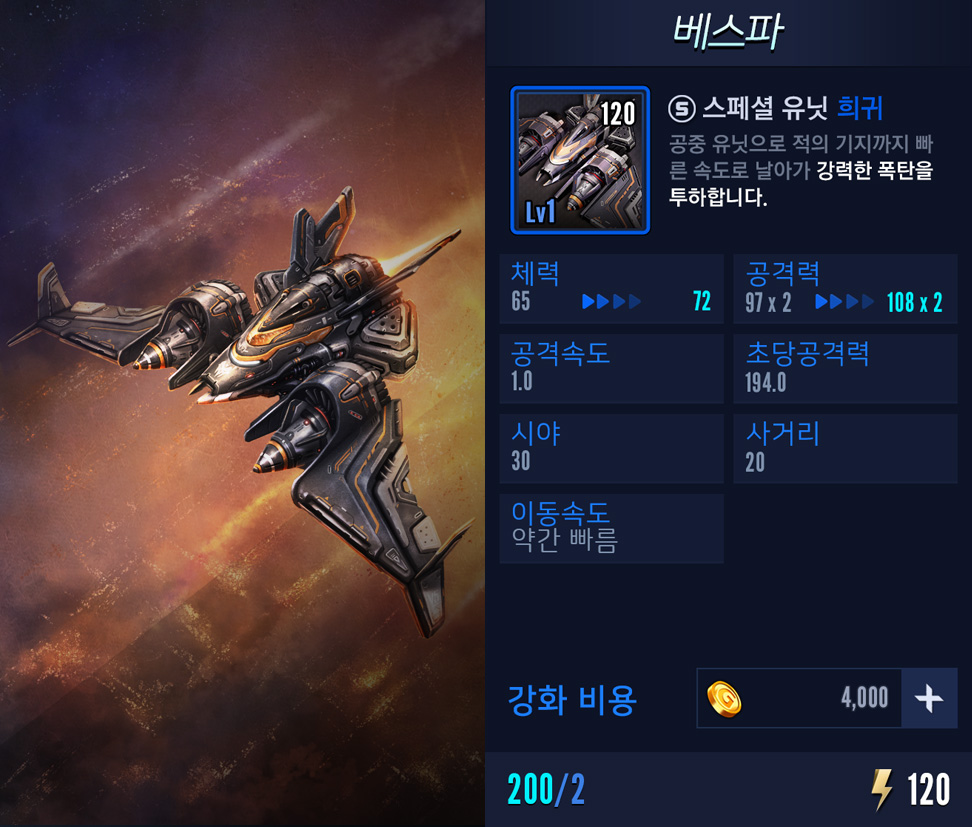 베스파
120
Lv1
S 스페셜 유닛 희귀
공중 유닛으로 적의 기지까지 빠
른 속도로 날아가 강력한 폭탄을
투하합니다.
체력
65 72
공격력
97 x 2 108 x 2
공격속도
1.0
초당공격력
194.0
시야
30
사거리
20
이동속도
약간 빠름
강화 비용 4,000
200/2 120